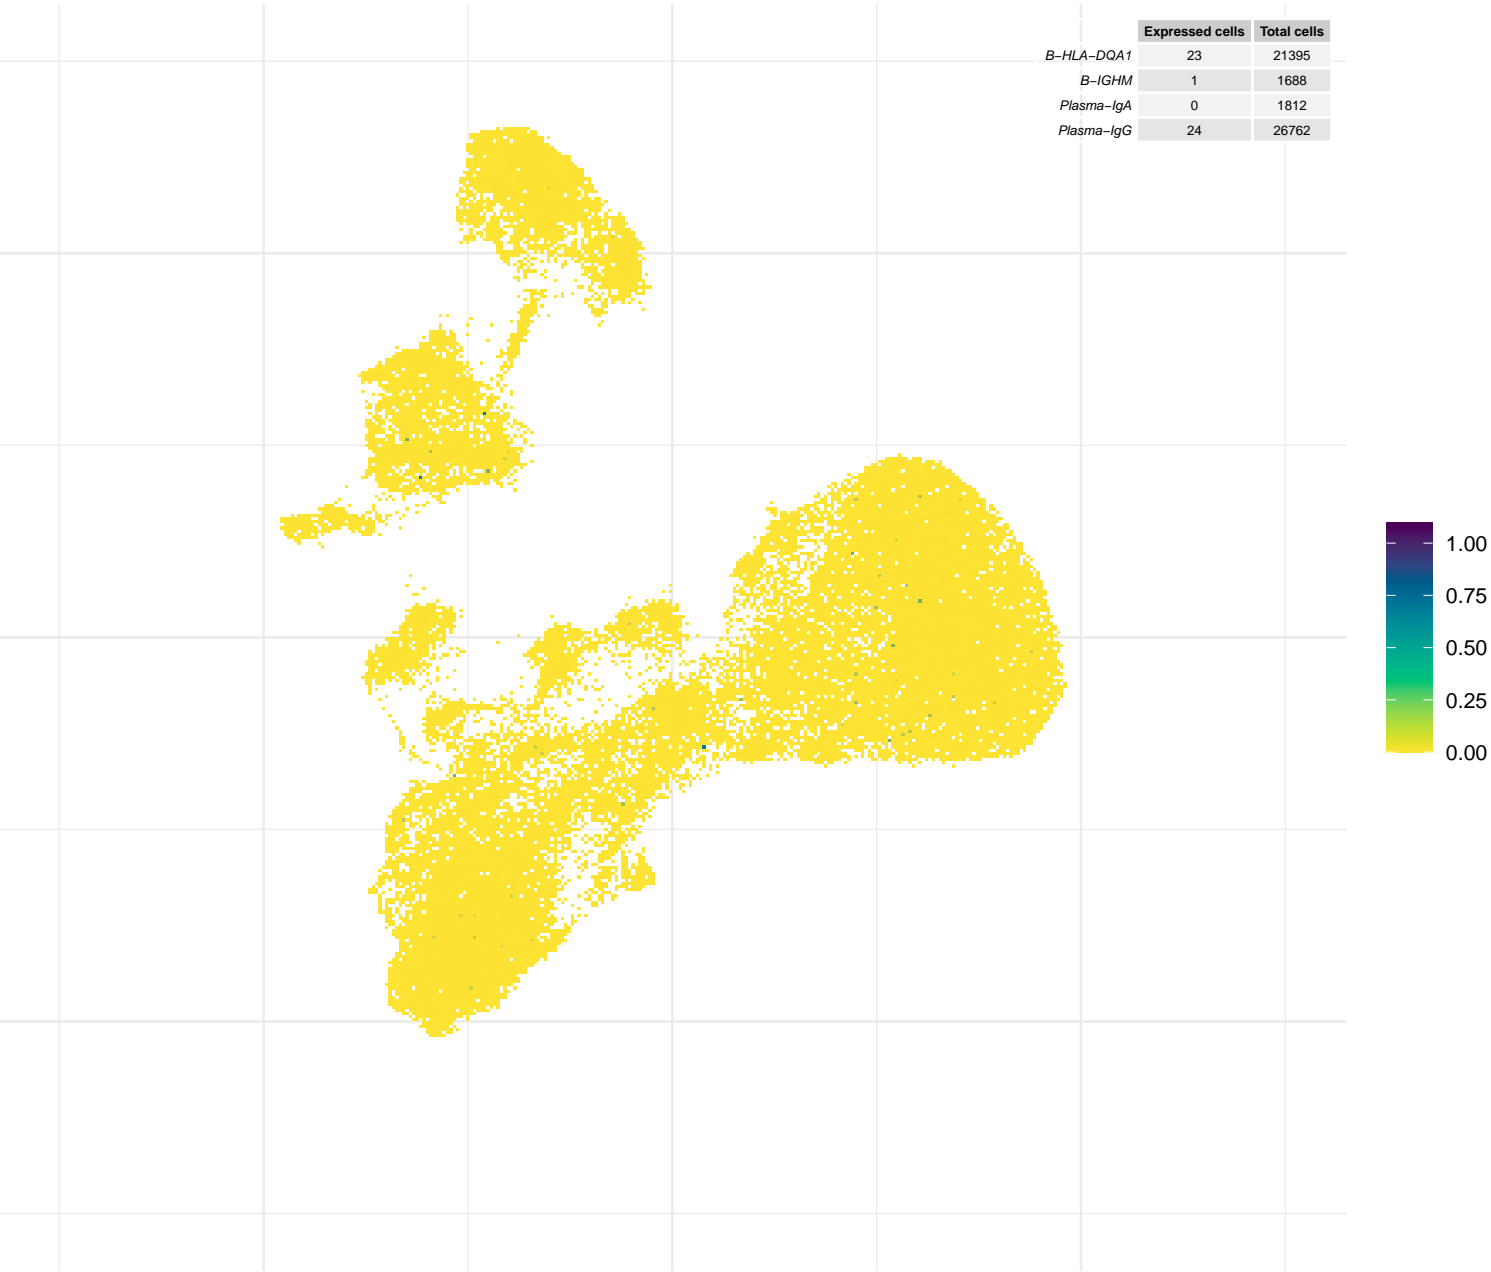 Expressed cells Total cells
B−HLA−DQA1 23 21395
B−IGHM 1 1688
Plasma−IgA 0 1812
Plasma−IgG 24 26762
1.00
0.75
0.50
0.25
0.00